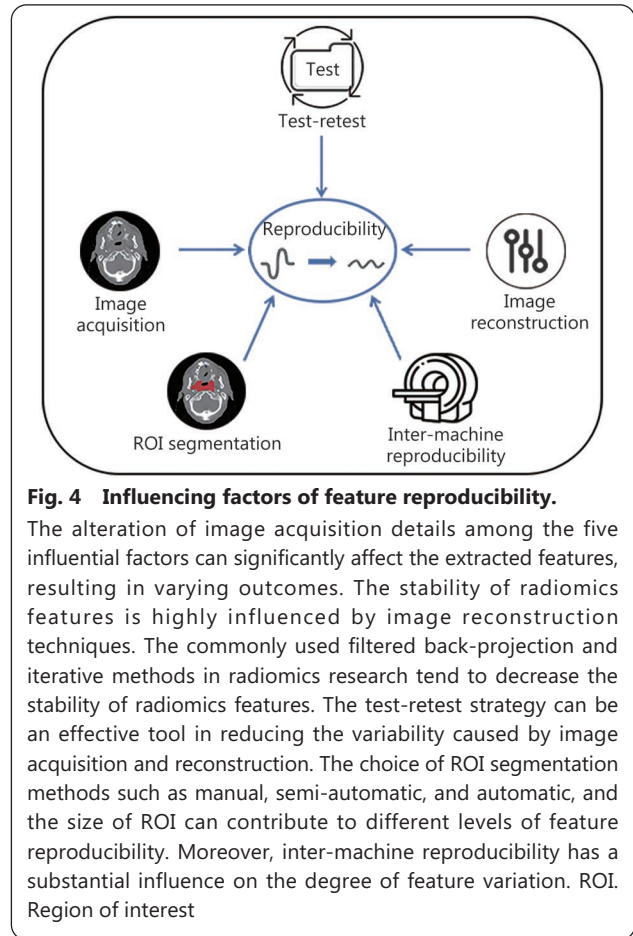 Test
Test-retest
Reproducibility
Image
acquisition
Image
reconstruction
ROI segmentation
Inter-machine
reproducibility
Fig. 4 Influencing factors of feature reproducibility.
The alteration of image acquisition details among the five
influential factors can significantly affect the extracted features,
resulting in varying outcomes. The stability of radiomics
features is highly influenced by image reconstruction
techniques. The commonly used filtered back-projection and
iterative methods in radiomics research tend to decrease the
stability of radiomics features. The test-retest strategy can be
an effective tool in reducing the variability caused by image
acquisition and reconstruction. The choice of ROI segmentation
methods such as manual, semi-automatic, and automatic, and
the size of ROI can contribute to different levels of feature
reproducibility. Moreover, inter-machine reproducibility has a
substantial influence on the degree of feature variation. ROI.
Region of interest